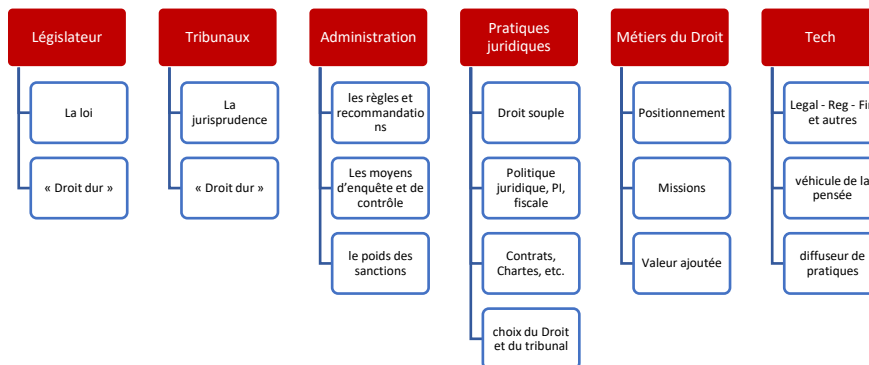 Législateur
La loi
« Droit dur »
Tribunaux
La
jurisprudence
« Droit dur »
Administration
les règles et
recommandatio
ns
Les moyens
d'enquête et de
contrôle
le poids des
sanctions
Pratiques
juridiques
Droit souple
Politique
juridique, PI,
fiscale
Contrats,
Chartes, etc.
choix du Droit
et du tribunal
Métiers du Droit
Positionnement
Missions
Valeur ajoutée
Tech
Legal - Reg - Fin
et autres
véhicule de la
pensée
diffuseur de
pratiques